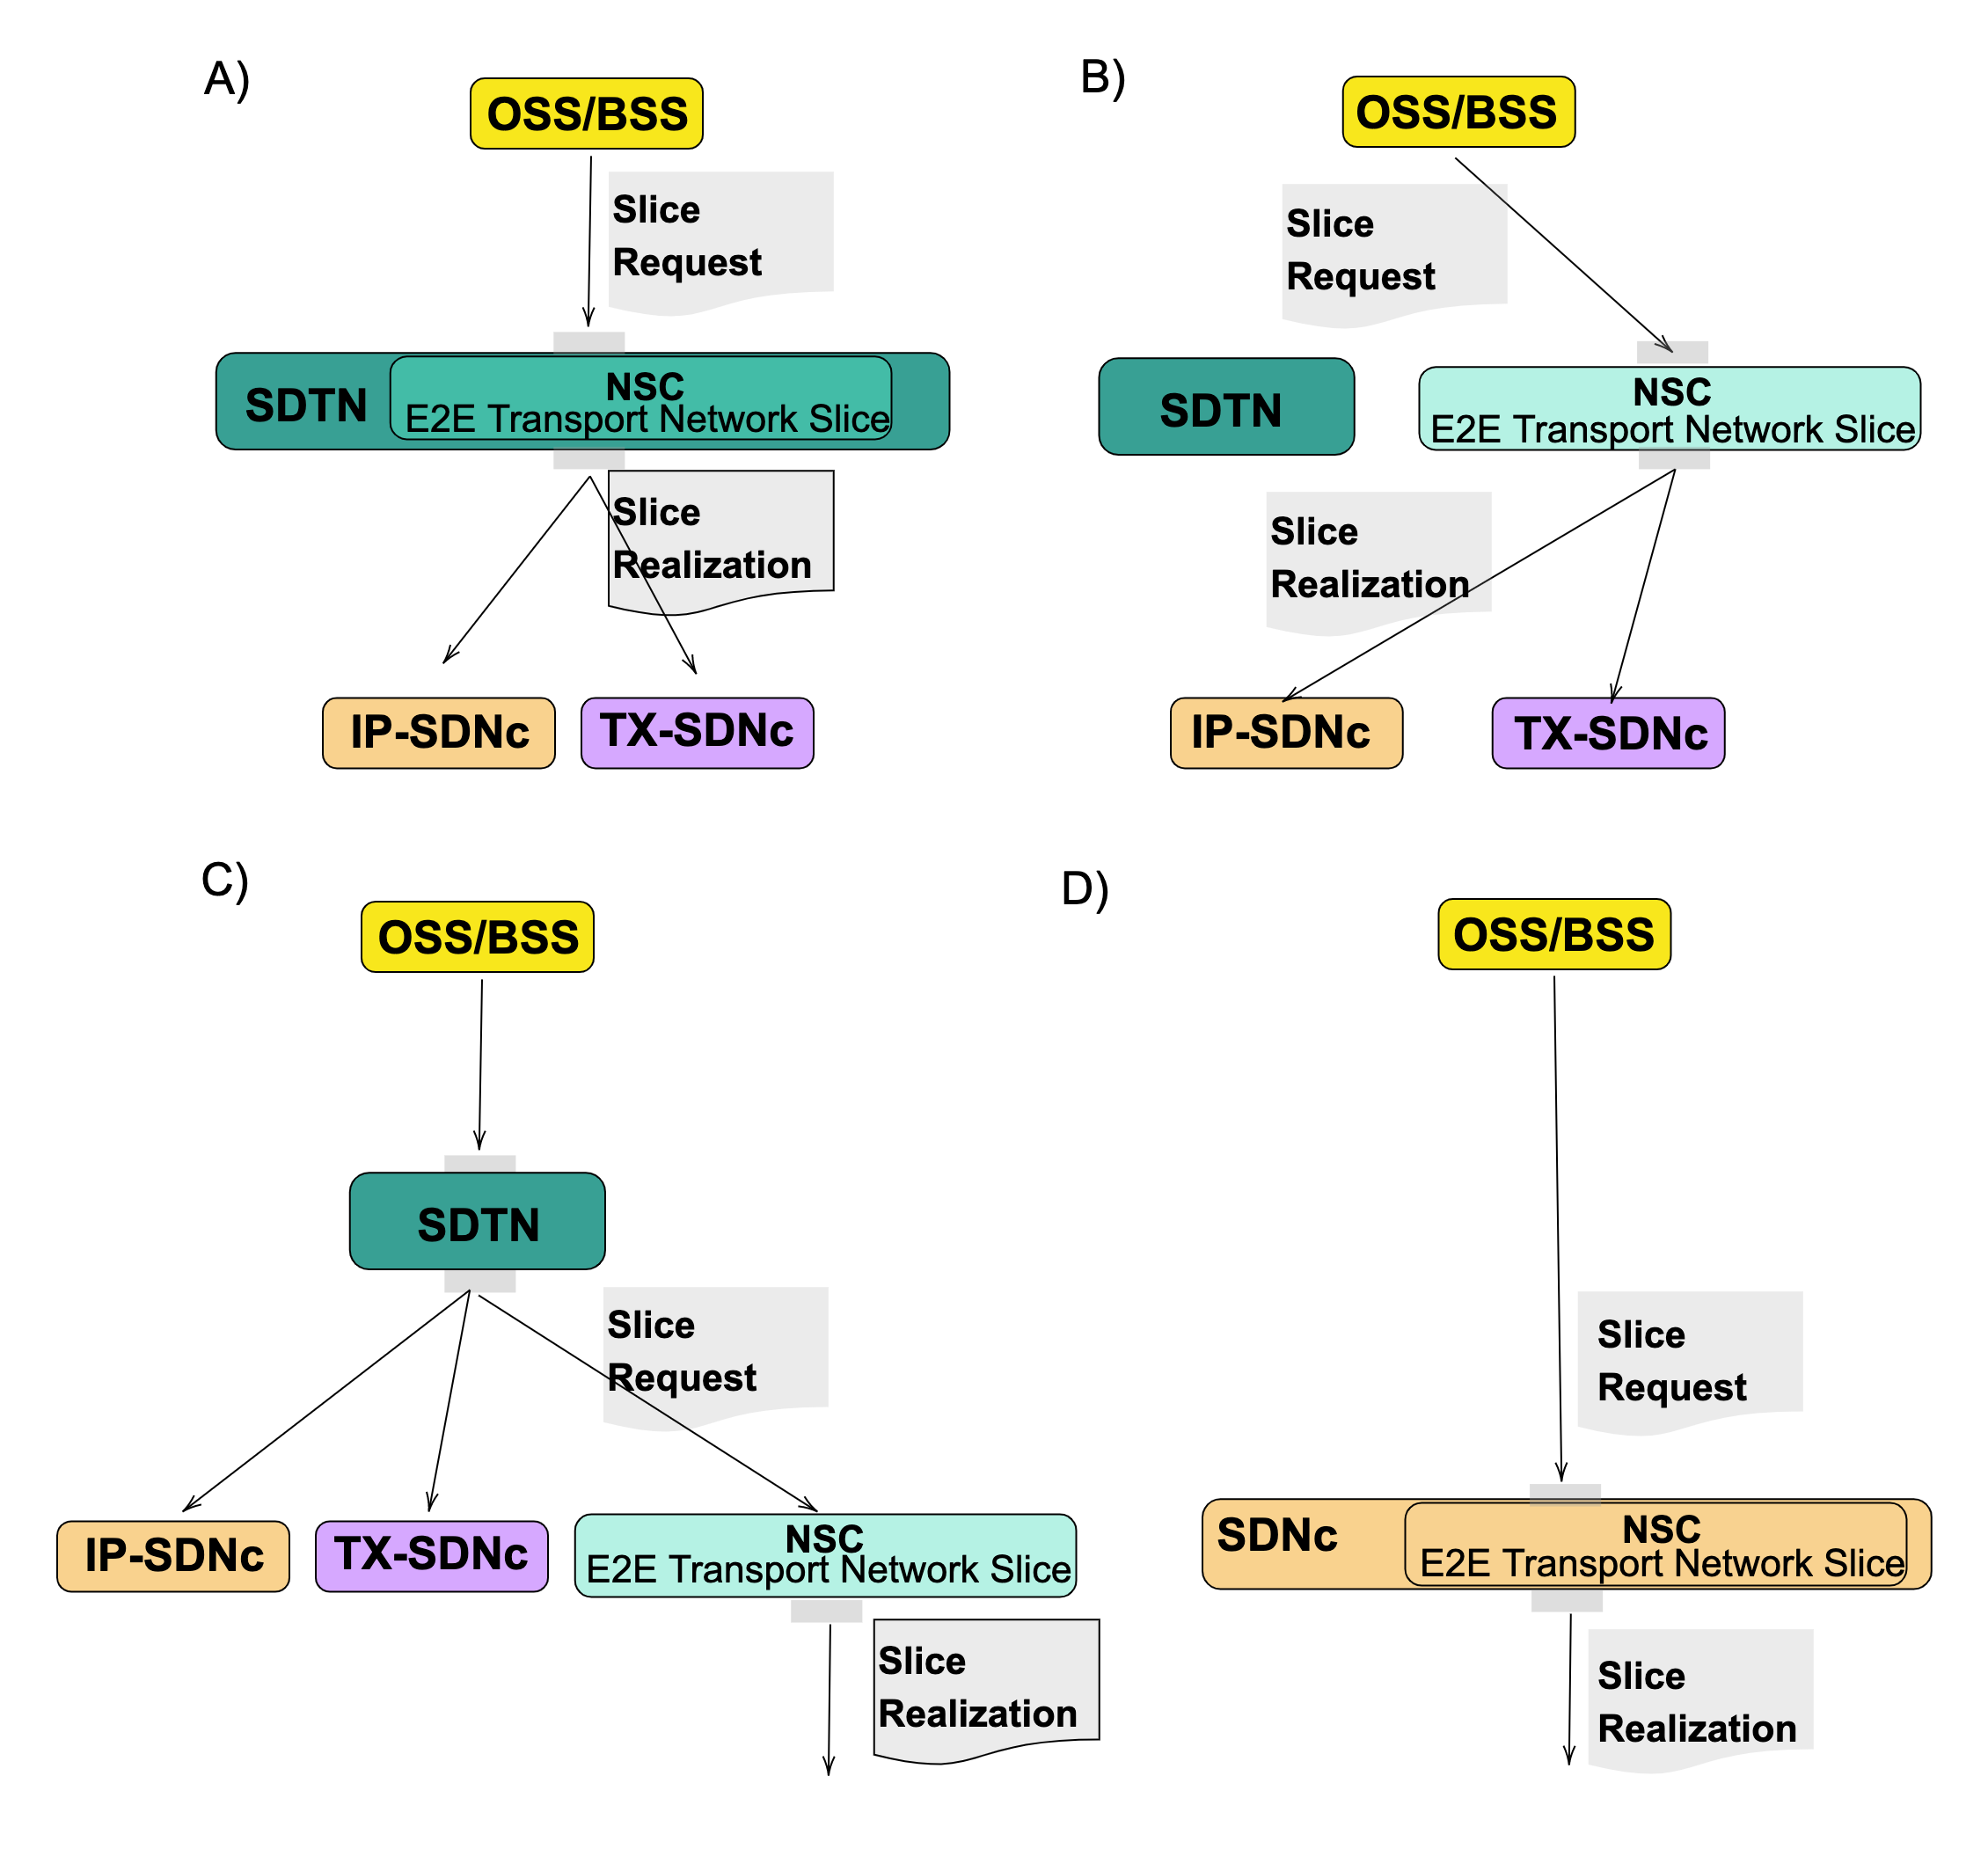 A)
OSS/BSS
Slice
Request
SDTN
NSC
E2E Transport Network Slice
Slice
Realization
IP-SDNc
TX-SDNc
B)
OSS/BSS
Slice
Request
SDTN
NSC
E2E Transport Network Slice
Slice
Realization
IP-SDNc
TX-SDNc
C)
OSS/BSS
SDTN
Slice
Request
IP-SDNc
TX-SDNc
NSC
E2E Transport Network Slice
Slice
Realization
D)
OSS/BSS
Slice
Request
SDNc
NSC
E2E Transport Network Slice
Slice
Realization